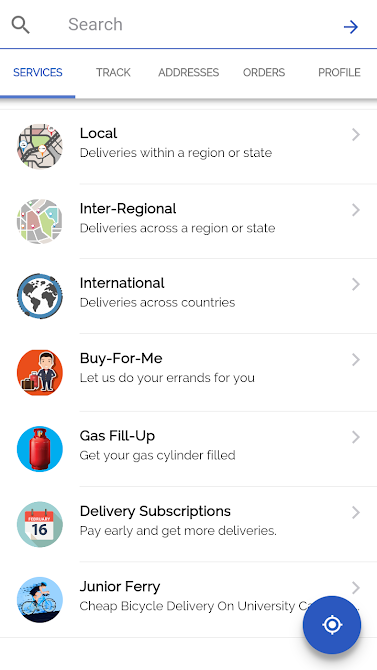 Search
SERVICES TRACK ADDRESSES ORDERS PROFILE
Local
Deliveries within a region or state
Inter-Regional
Deliveries across a region or state
International
Deliveries across countries
Buy-For-Me
Let us do your errands for you
Gas Fill-Up
Get your gas cylinder filled
FEBRUARY
16
Delivery Subscriptions
Pay early and get more deliveries.
Junior Ferry
Cheap Bicycle Delivery On University